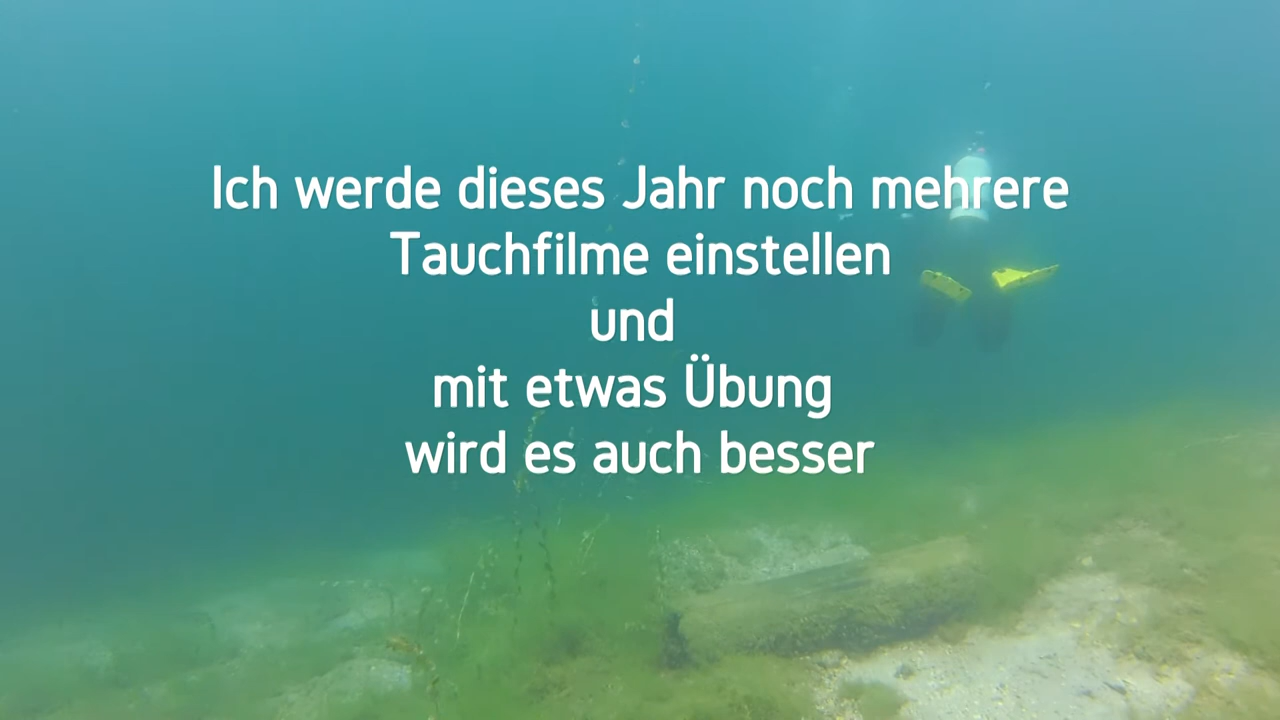 Ich werde dieses Jahr noch mehrere
Tauchfilme einstellen
und
mit etwas Übung
wird es auch besser